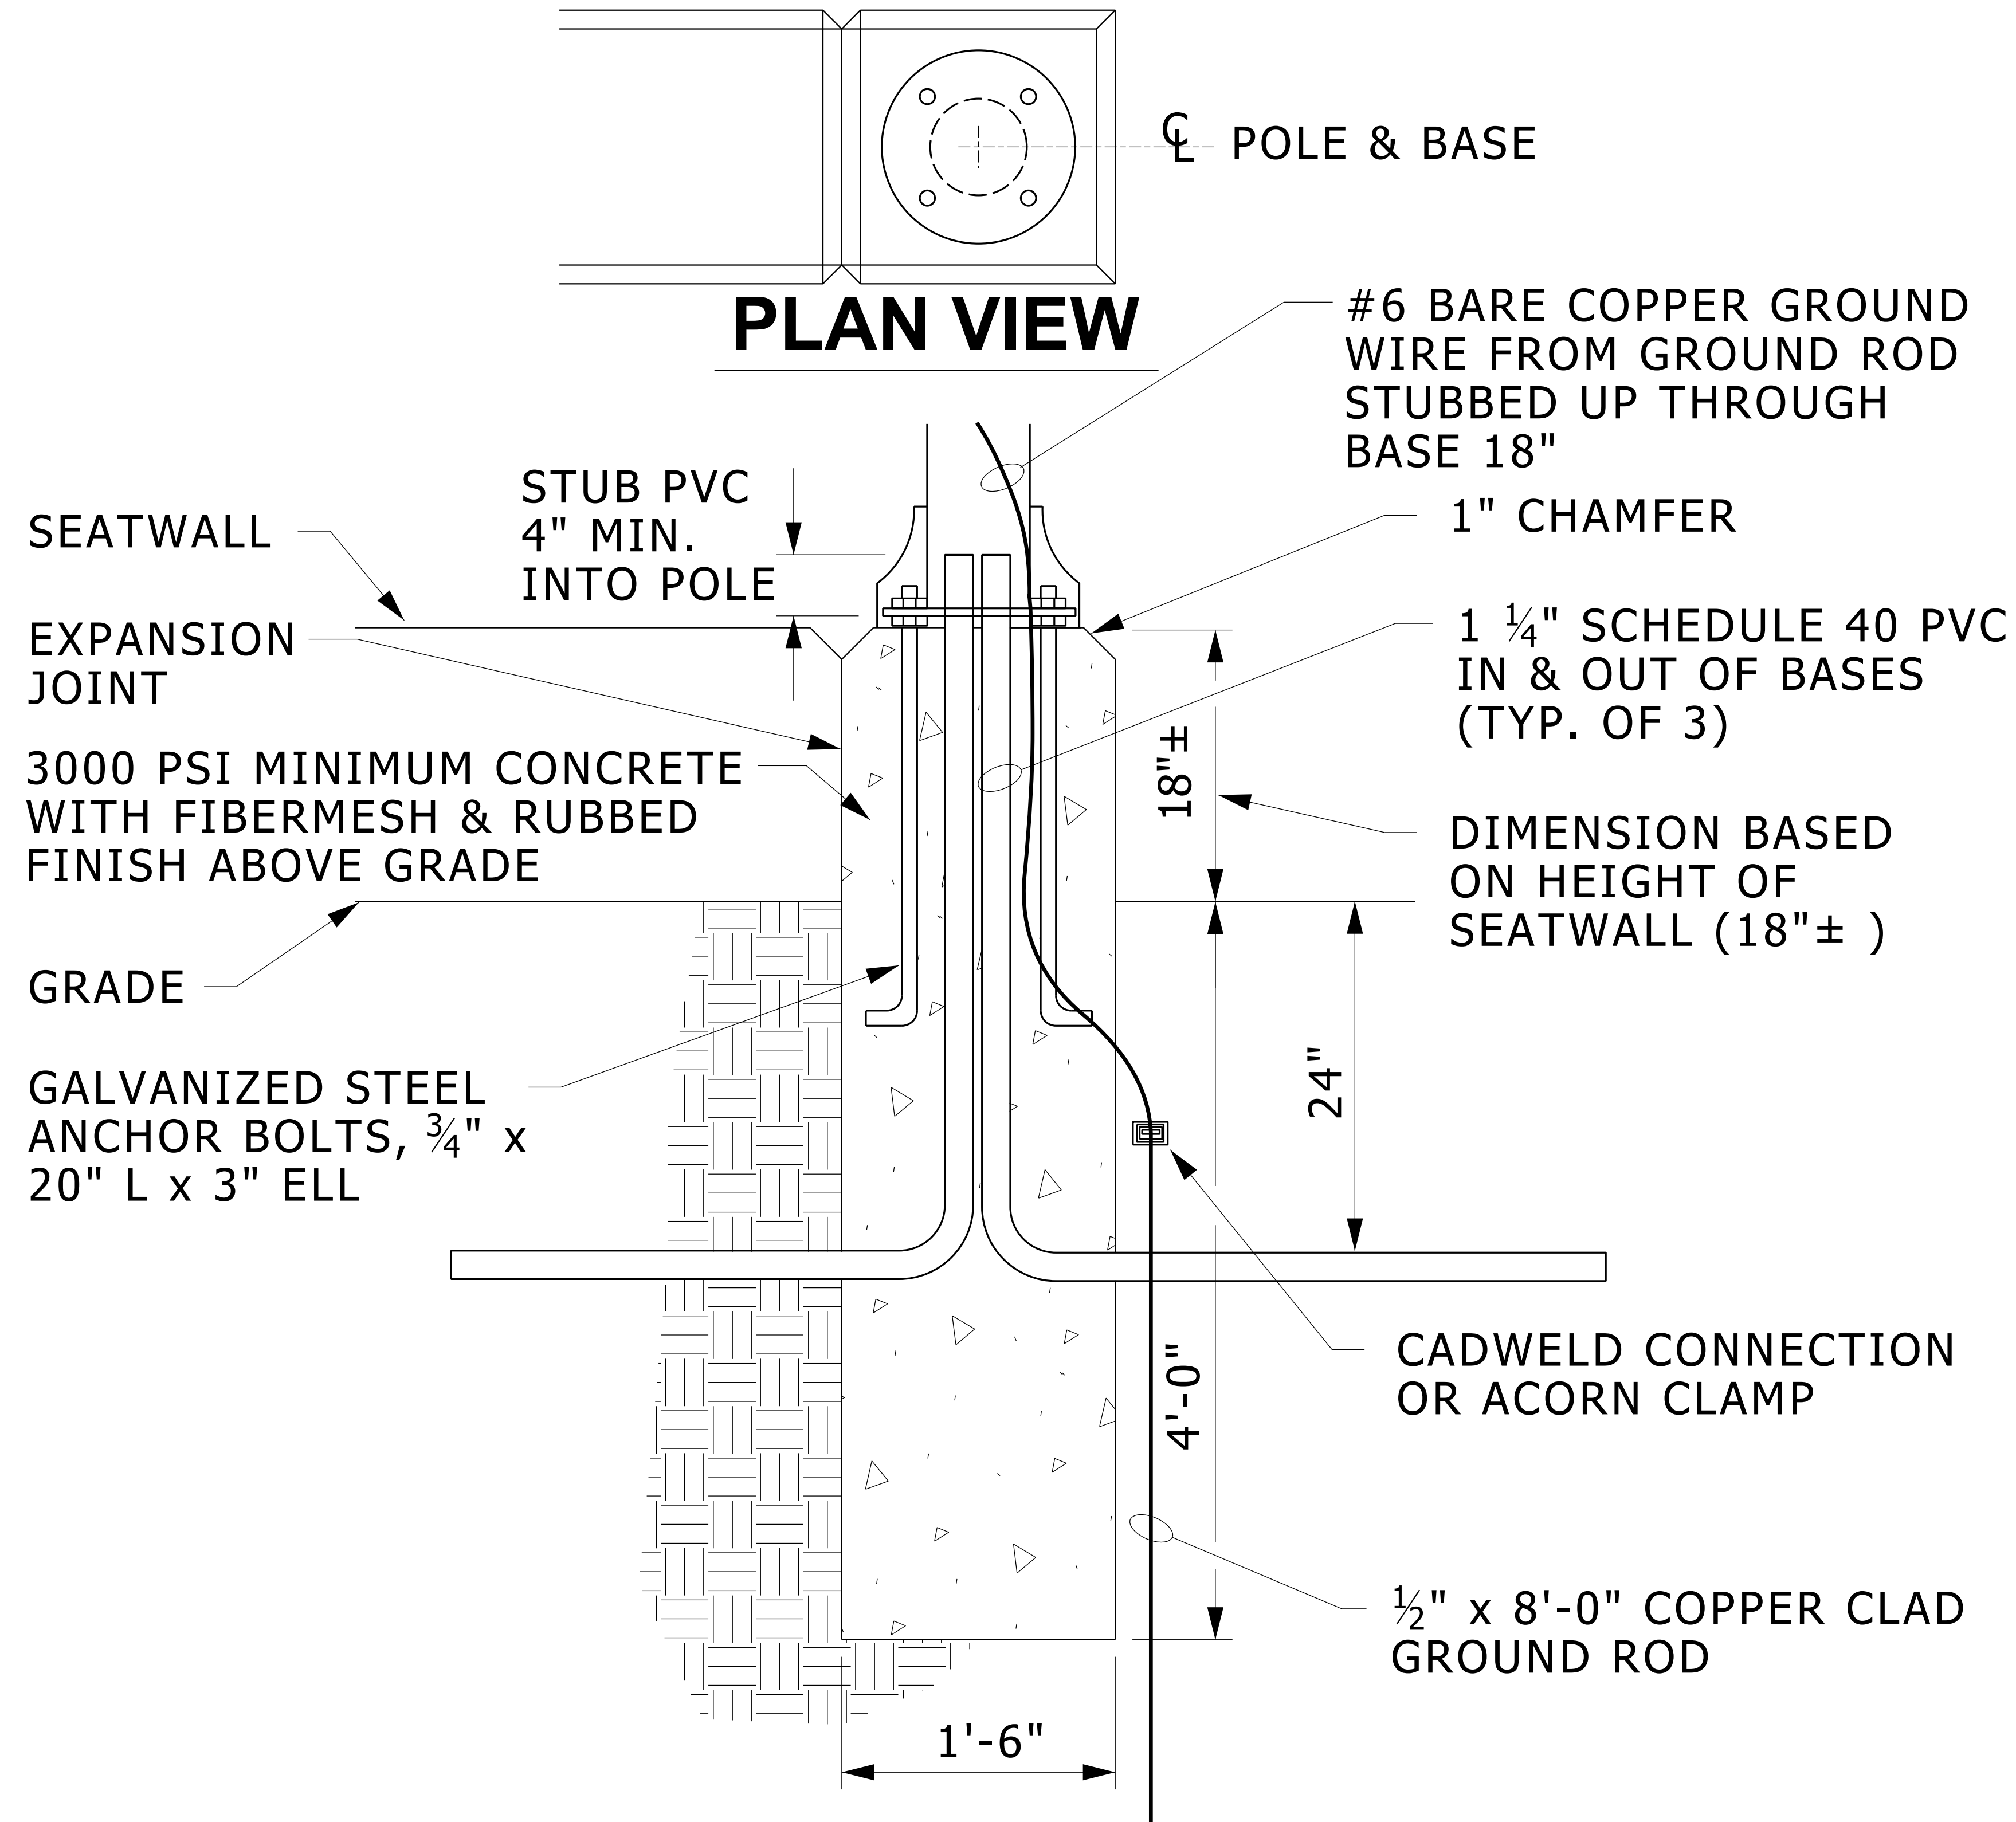 ℄ POLE & BASE
PLAN VIEW
#6 BARE COPPER GROUND
WIRE FROM GROUND ROD
STUBBED UP THROUGH
BASE 18"
STUB PVC
4" MIN.
INTO POLE
SEATWALL
1" CHAMFER
EXPANSION
JOINT
1 ¼" SCHEDULE 40 PVC
IN & OUT OF BASES
(TYP. OF 3)
3000 PSI MINIMUM CONCRETE
WITH FIBERMESH & RUBBED
FINISH ABOVE GRADE
18"±
DIMENSION BASED
ON HEIGHT OF
SEATWALL (18"± )
GRADE
GALVANIZED STEEL
ANCHOR BOLTS, ¾" x
20" L x 3" ELL
24"
4'-0"
CADWELD CONNECTION
OR ACORN CLAMP
½" x 8'-0" COPPER CLAD
GROUND ROD
1'-6"